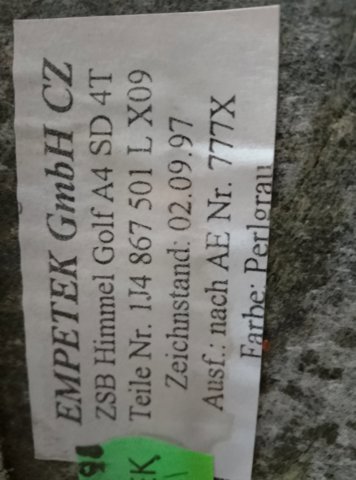 EMPETEK GmbH CZ
ZSB Himmel Golf A4 SD 4T
Teile Nr. 1J4 867 501 L X09
Zeichnstand: 02.09.97
Ausf.: nach AE Nr. 777X
Farbe: Perlgrau